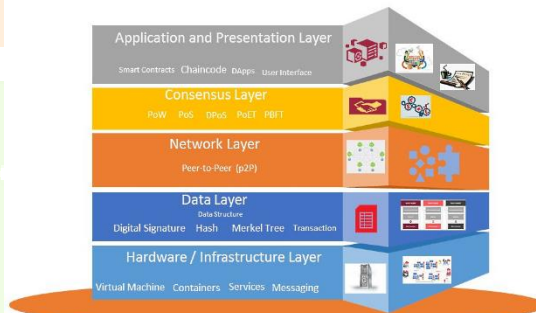 Application and Presentation Layer
Smart Contracts Chaincode DApps User Interface
Consensus Layer
PoW PoS DPoS PoET PBFT
Network Layer
Peer-to-Peer (p2P)
Data Layer
Data Structure
Digital Signature Hash Merkel Tree Transaction
Hardware / Infrastructure Layer
Virtual Machine Containers Services Messaging